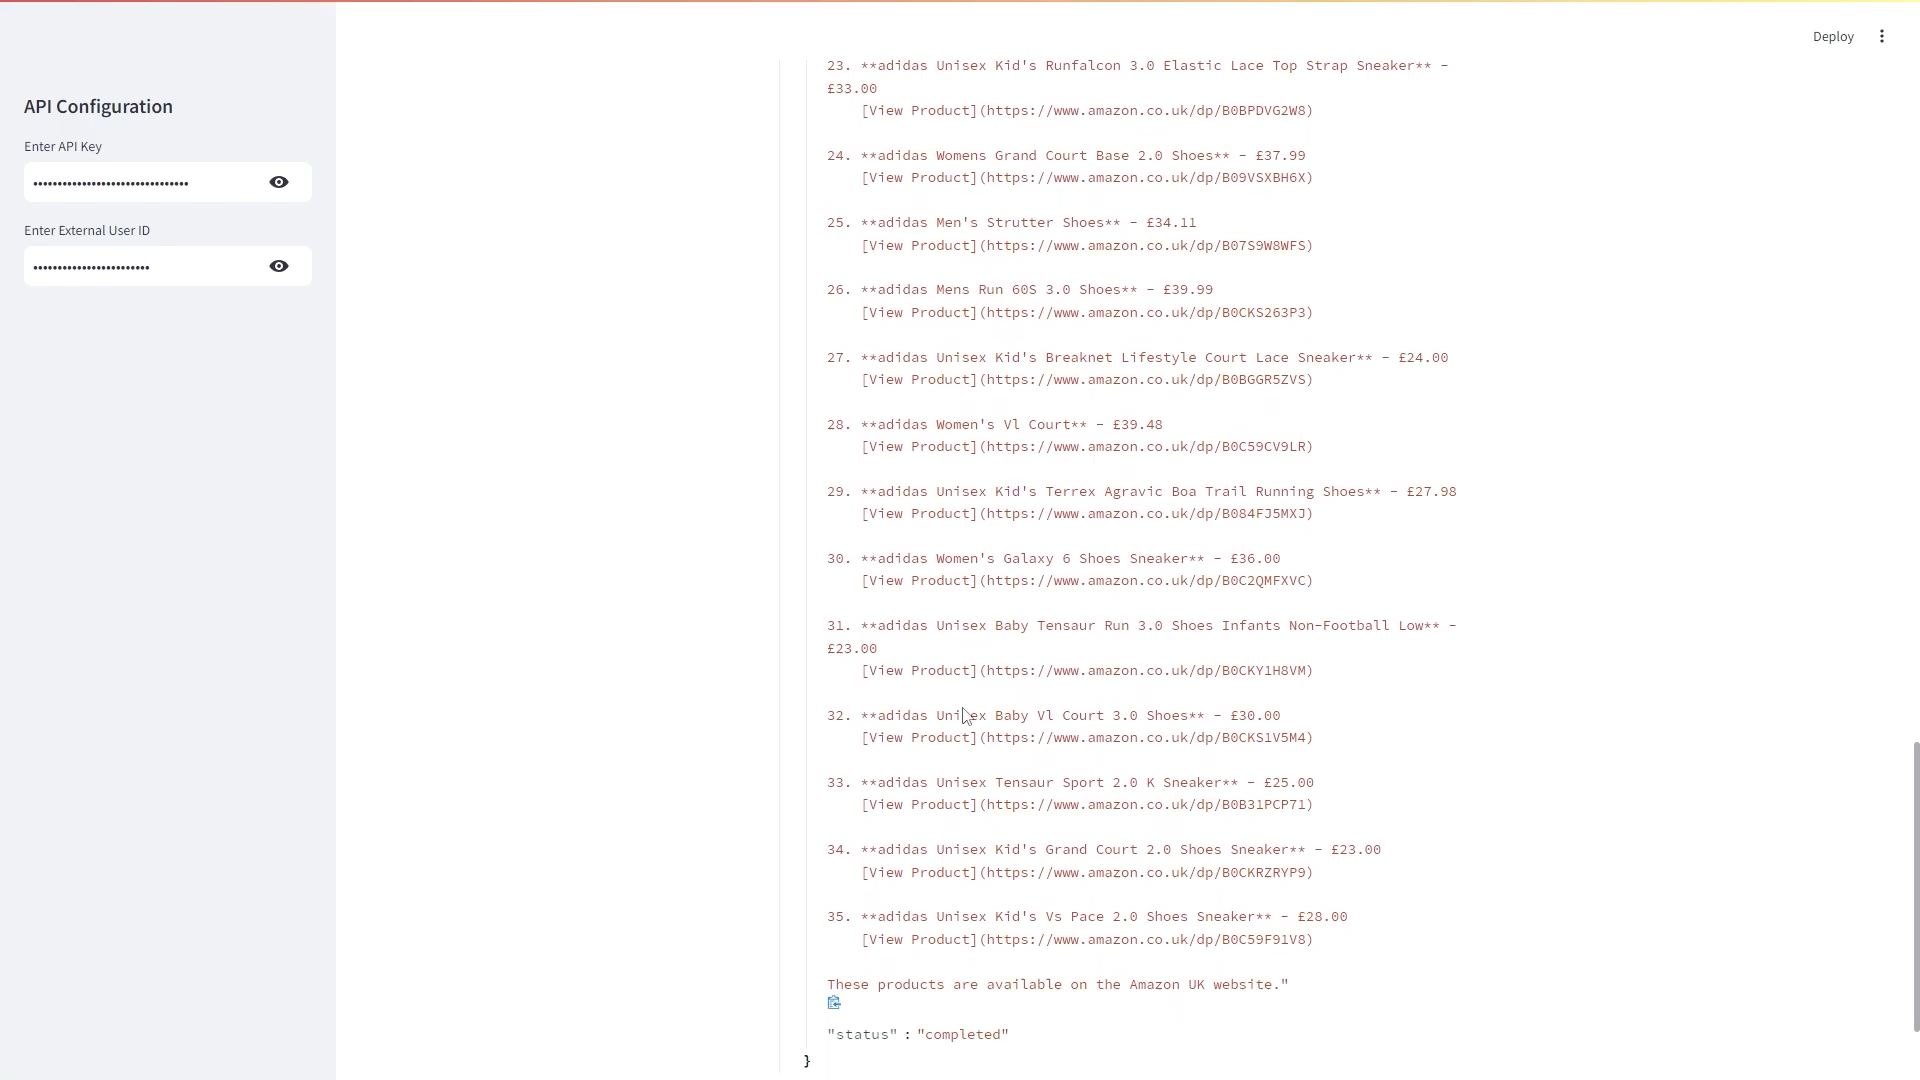 Deploy
API Configuration
Enter API Key
Enter External User ID
23. **adidas Unisex Kid's Runfalcon 3.0 Elastic Lace Top Strap Sneaker** -
£33.00
[View Product](https://www.amazon.co.uk/dp/B0BPDVG2W8)
24. **adidas Womens Grand Court Base 2.0 Shoes** - £37.99
[View Product](https://www.amazon.co.uk/dp/B09VSXBH6X)
25. **adidas Men's Strutter Shoes** - £34.11
[View Product](https://www.amazon.co.uk/dp/B07S9W8WFS)
26. **adidas Mens Run 60S 3.0 Shoes** - £39.99
[View Product](https://www.amazon.co.uk/dp/B0CKS263P3)
27. **adidas Unisex Kid's Breaknet Lifestyle Court Lace Sneaker** - £24.00
[View Product](https://www.amazon.co.uk/dp/B0BGGR5ZVS)
28. **adidas Women's Vl Court** - £39.48
[View Product](https://www.amazon.co.uk/dp/B0C59CV9LR)
29. **adidas Unisex Kid's Terrex Agravic Boa Trail Running Shoes** - £27.98
[View Product](https://www.amazon.co.uk/dp/B084FJ5MXJ)
30. **adidas Women's Galaxy 6 Shoes Sneaker** - £36.00
[View Product](https://www.amazon.co.uk/dp/B0C2QMFXVC)
31. **adidas Unisex Baby Tensaur Run 3.0 Shoes Infants Non-Football Low** -
£23.00
[View Product](https://www.amazon.co.uk/dp/B0CKY1H8VM)
32. **adidas Unisex Baby Vl Court 3.0 Shoes** - £30.00
[View Product](https://www.amazon.co.uk/dp/B0CKS1V5M4)
33. **adidas Unisex Tensaur Sport 2.0 K Sneaker** - £25.00
[View Product](https://www.amazon.co.uk/dp/B0B31PCP71)
34. **adidas Unisex Kid's Grand Court 2.0 Shoes Sneaker** - £23.00
[View Product](https://www.amazon.co.uk/dp/B0CKRZRYP9)
35. **adidas Unisex Kid's Vs Pace 2.0 Shoes Sneaker** - £28.00
[View Product](https://www.amazon.co.uk/dp/B0C59F91V8)
These products are available on the Amazon UK website."
"status" : "completed"
}